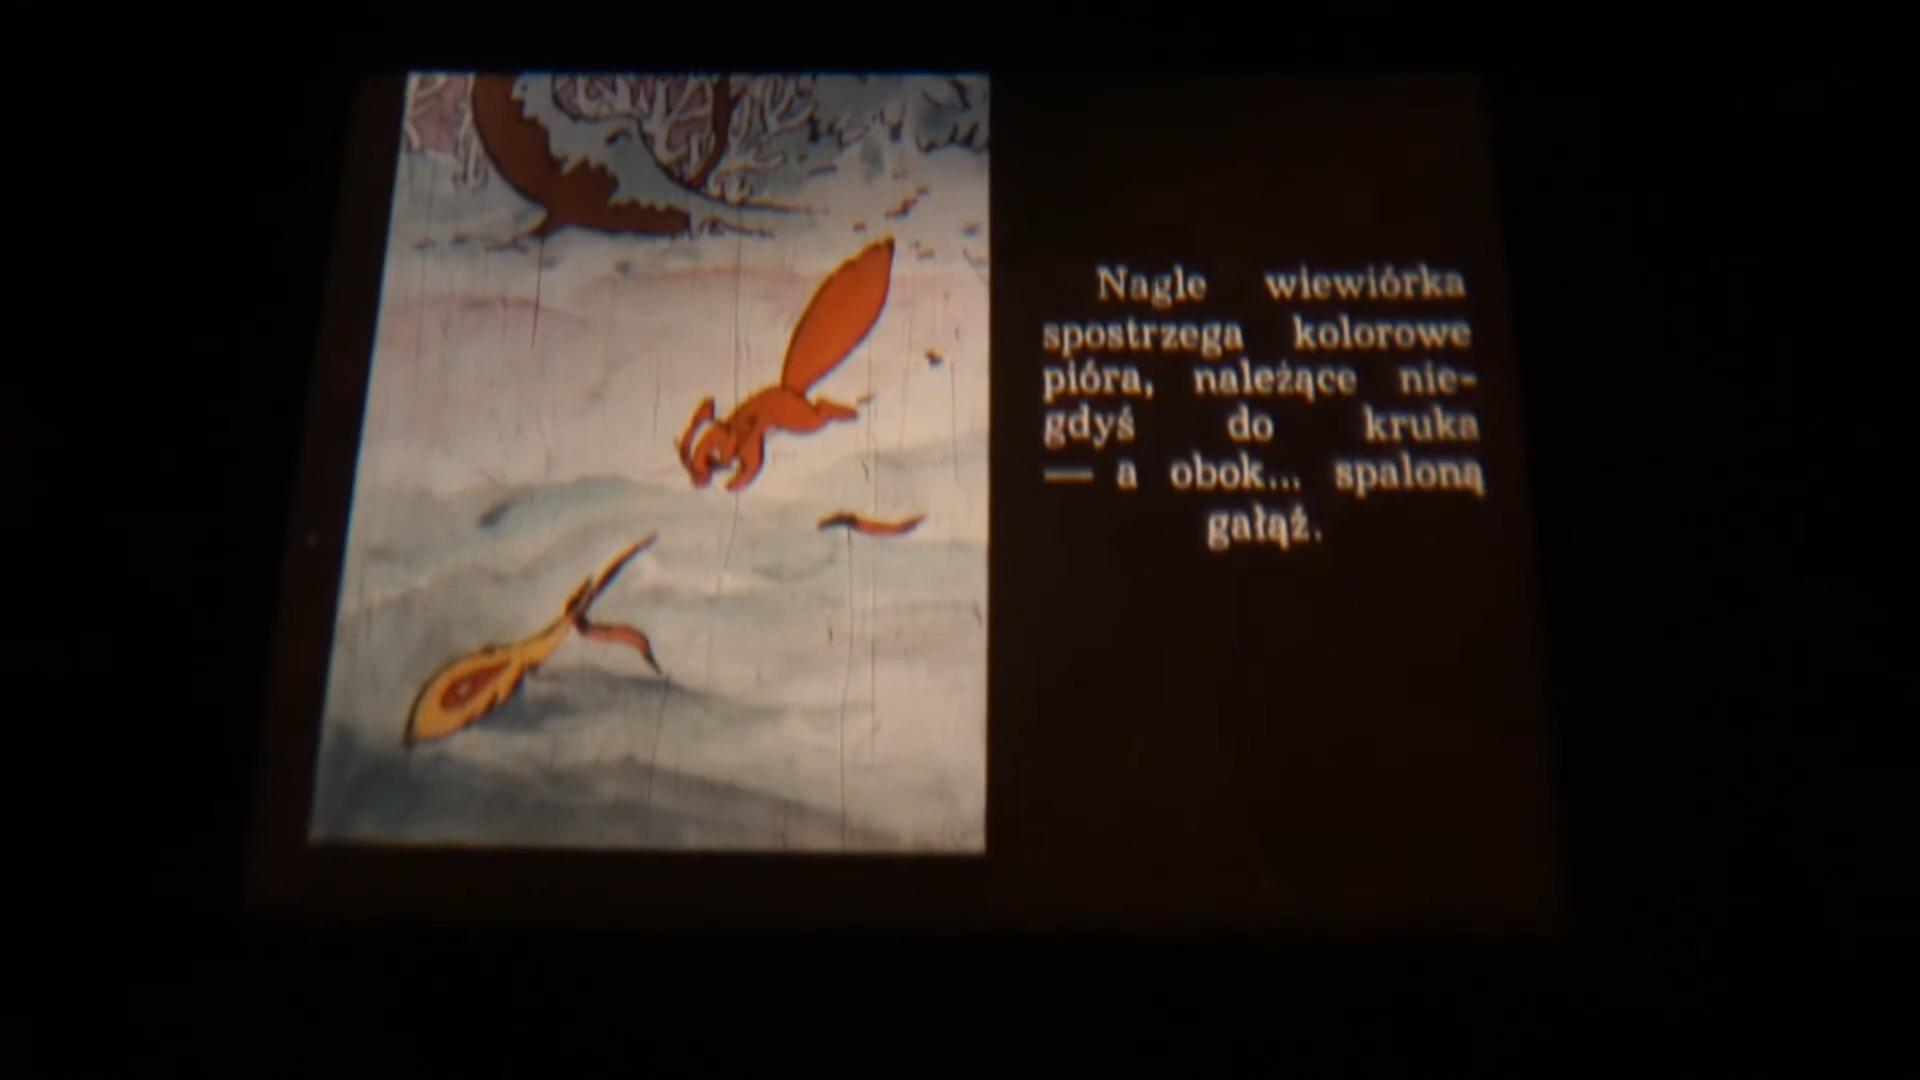 Nagle wiewiórka
spostrzega kolorowe
pióra, należące nie-
gdyś do kruka
— a obok... spaloną
gałąź.